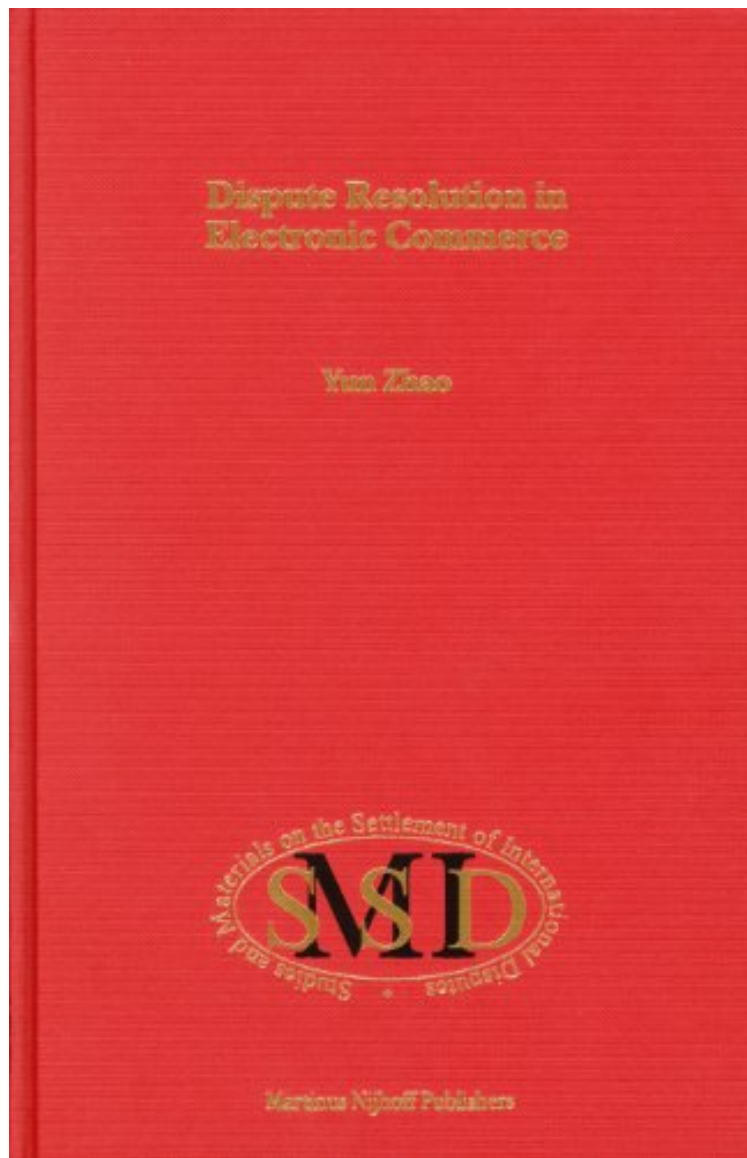 Dispute Resolution in
Electronic Commerce
Yun Zhao
Studies and Materials on the Settlement of International Disputes
SMSID
Martinus Nijhoff Publishers